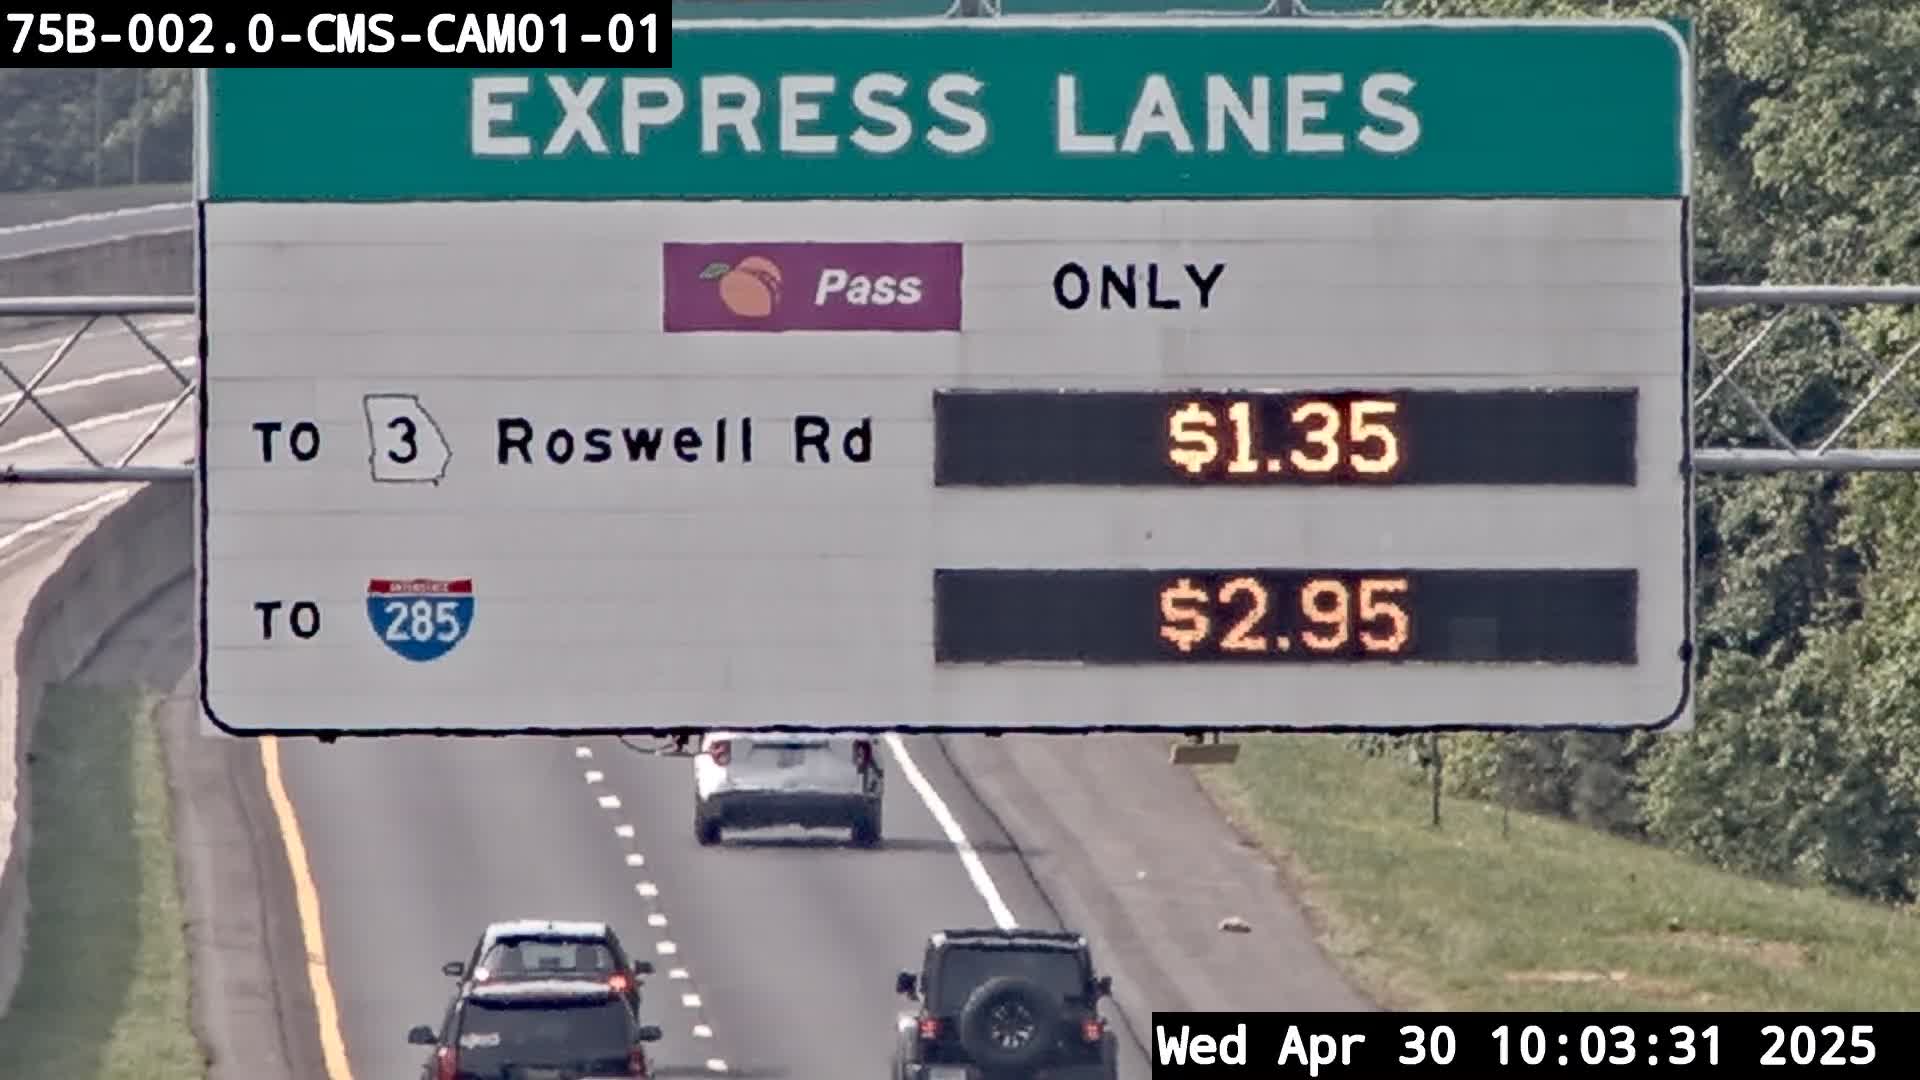 75B-002.0-CMS-CAM01-01
EXPRESS LANES
Pass ONLY
TO 3 Roswell Rd $1.35
INTERSTATE
TO 285 $2.95
Wed Apr 30 10:03:31 2025